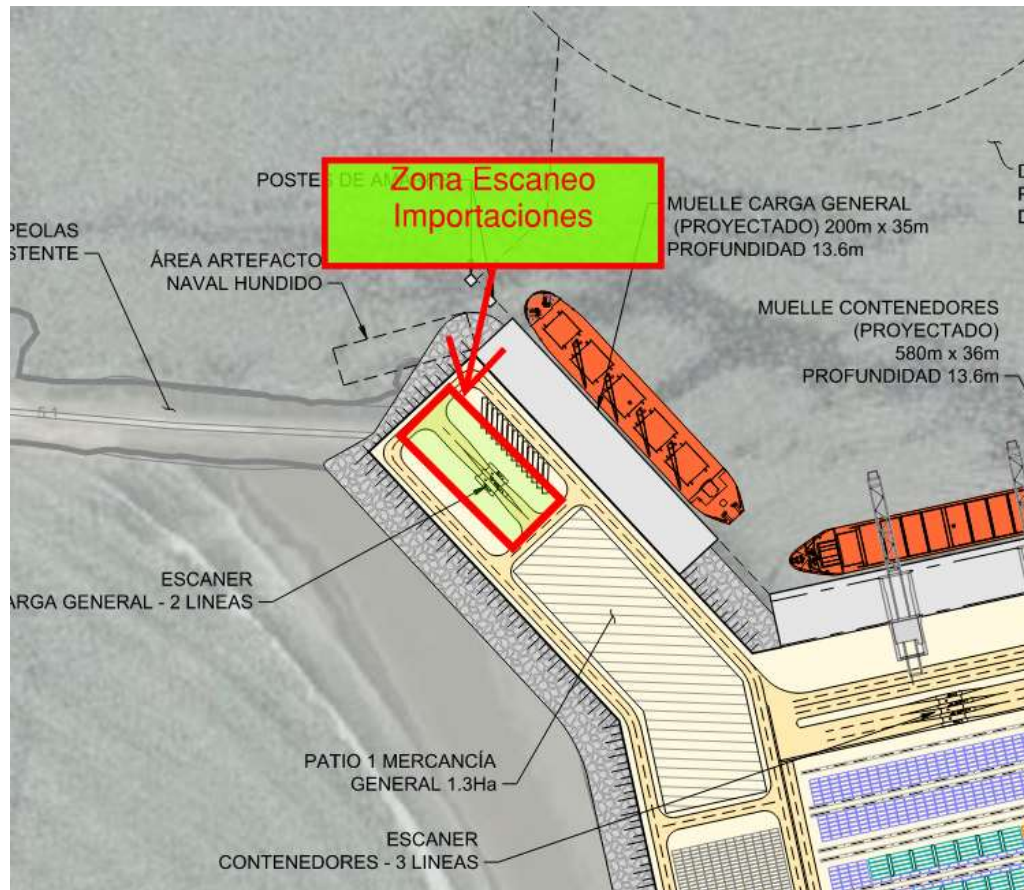 Zona Escaneo
Importaciones
POSTES DE AM
MUELLE CARGA GENERAL
(PROYECTADO) 200m x 35m
PROFUNDIDAD 13.6m
PEOLAS
STENTE
ÁREA ARTEFACTO
NAVAL HUNDIDO
MUELLE CONTENEDORES
(PROYECTADO)
580m x 36m
PROFUNDIDAD 13.6m
ESCANER
ARGA GENERAL - 2 LINEAS
PATIO 1 MERCANCÍA
GENERAL 1.3Ha
ESCANER
CONTENEDORES - 3 LINEAS